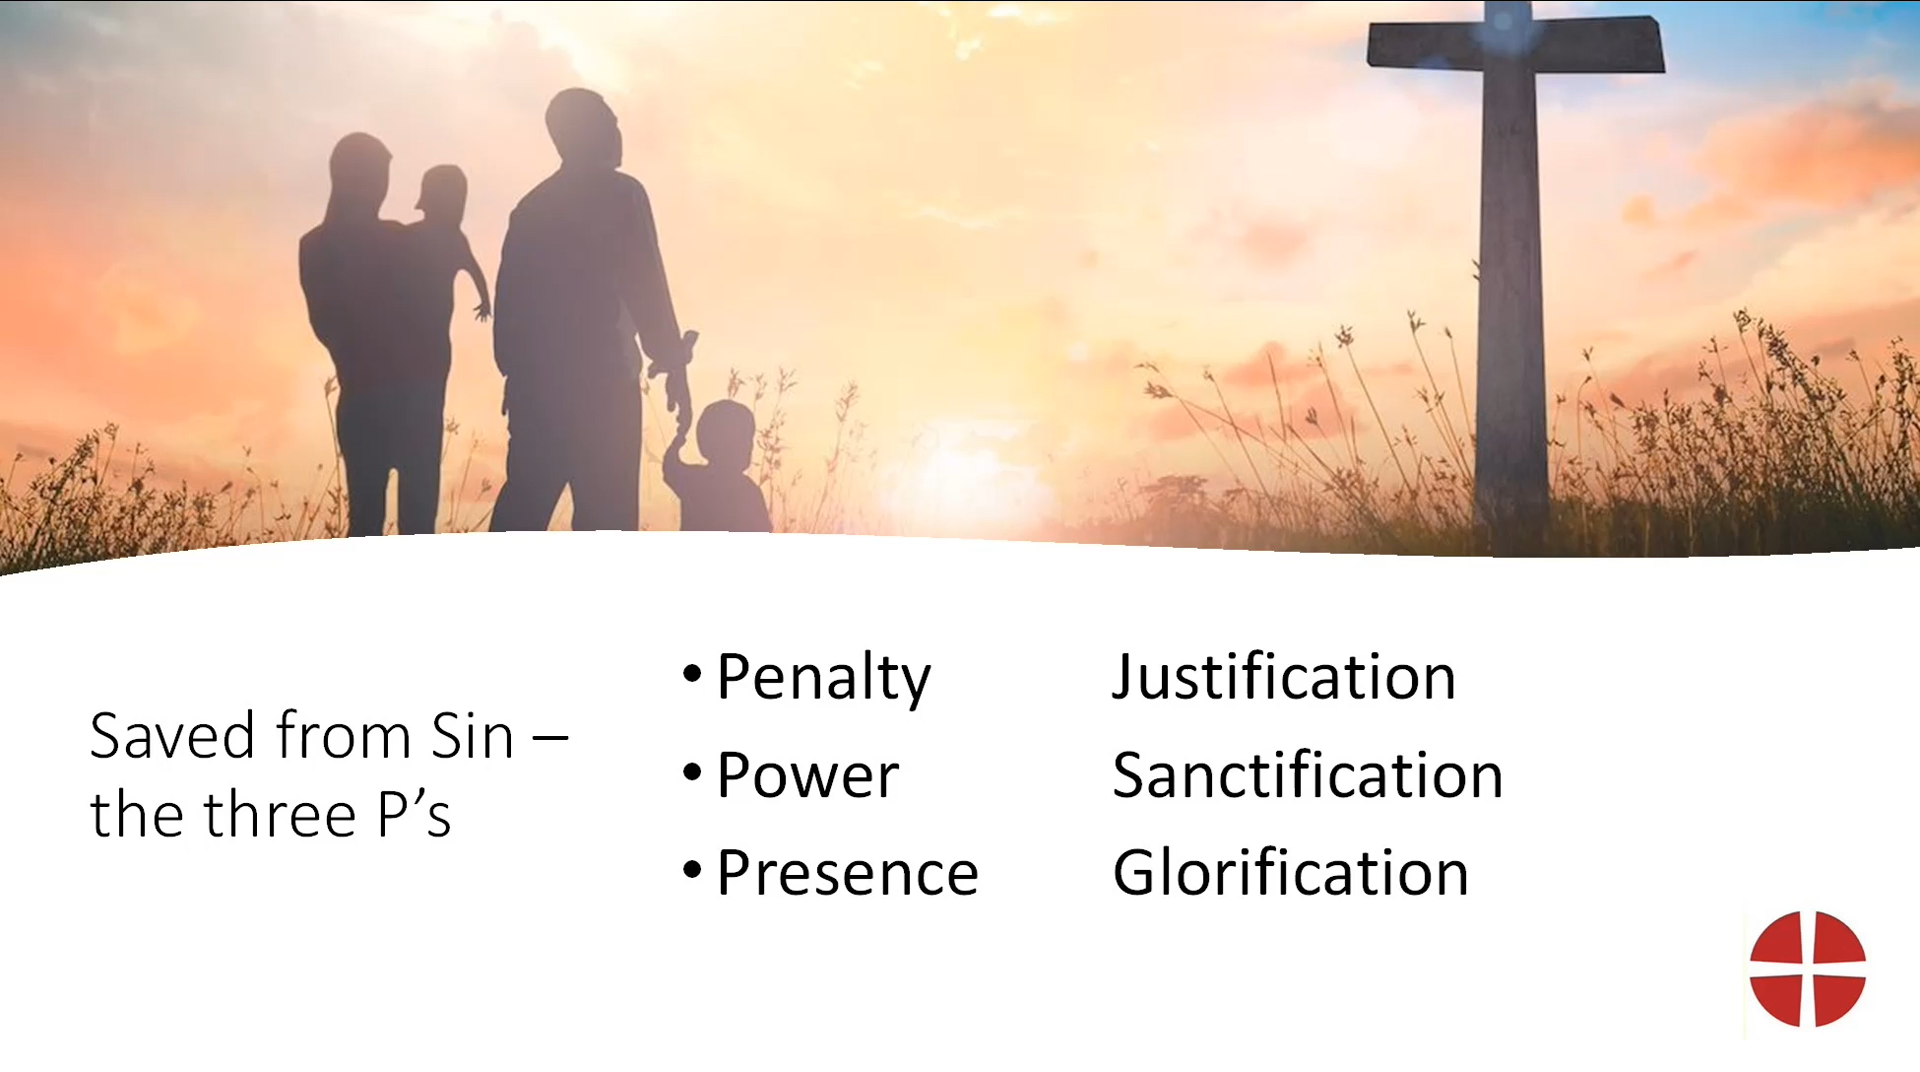 Saved from Sin –
the three P’s
• Penalty Justification
• Power Sanctification
• Presence Glorification